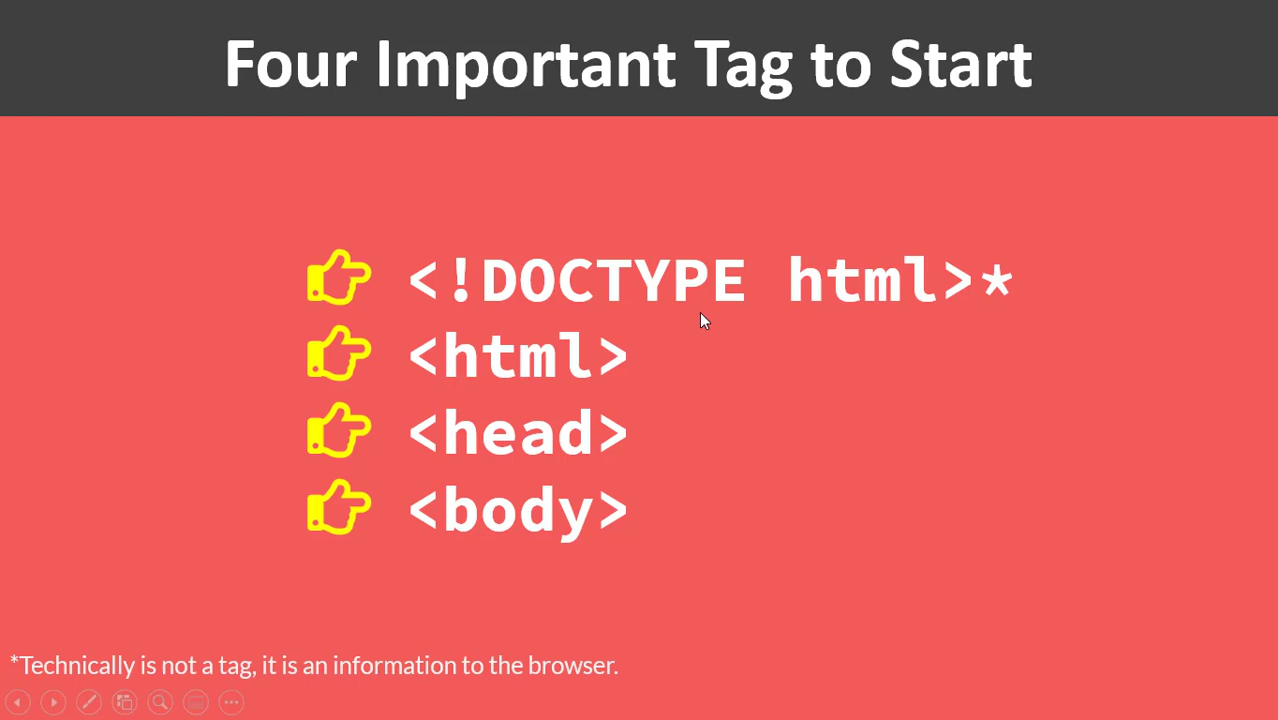 Four Important Tag to Start
<!DOCTYPE html>*
<html>
<head>
<body>
*Technically is not a tag, it is an information to the browser.